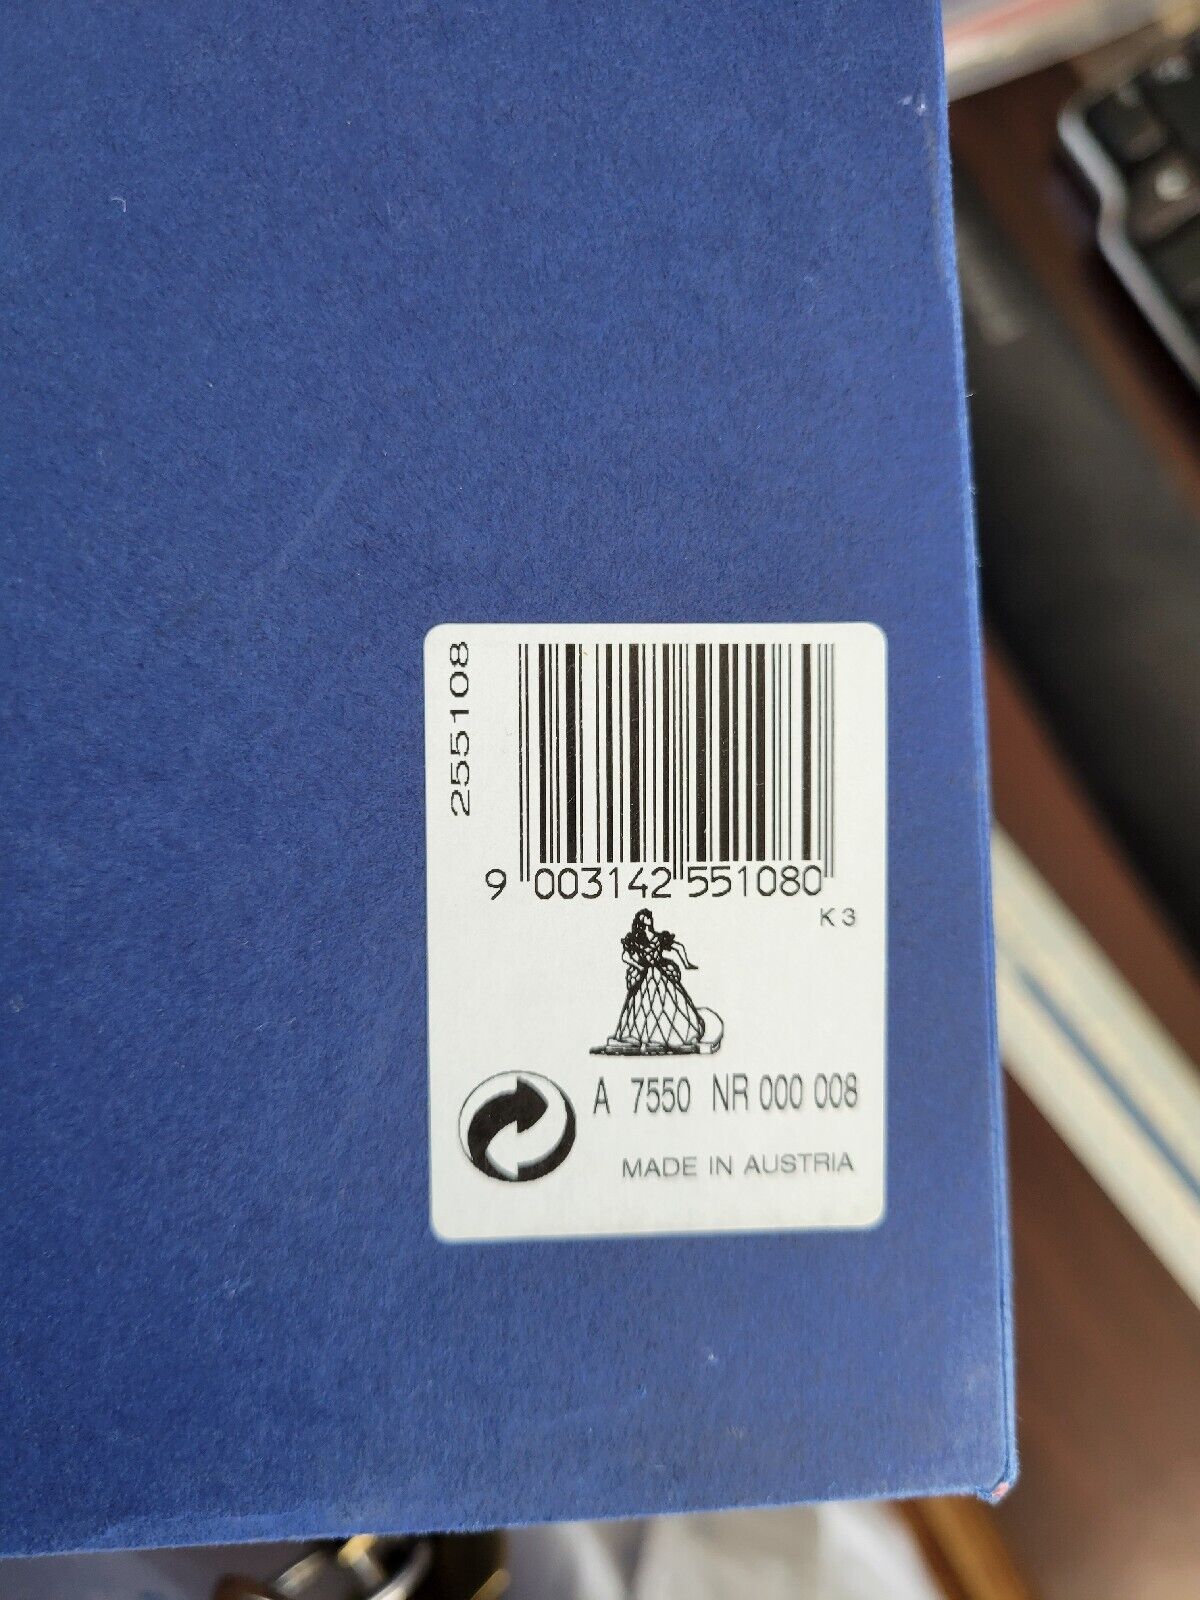 255108
9 003142 551080
K 3
A 7550 NR 000 008
MADE IN AUSTRIA